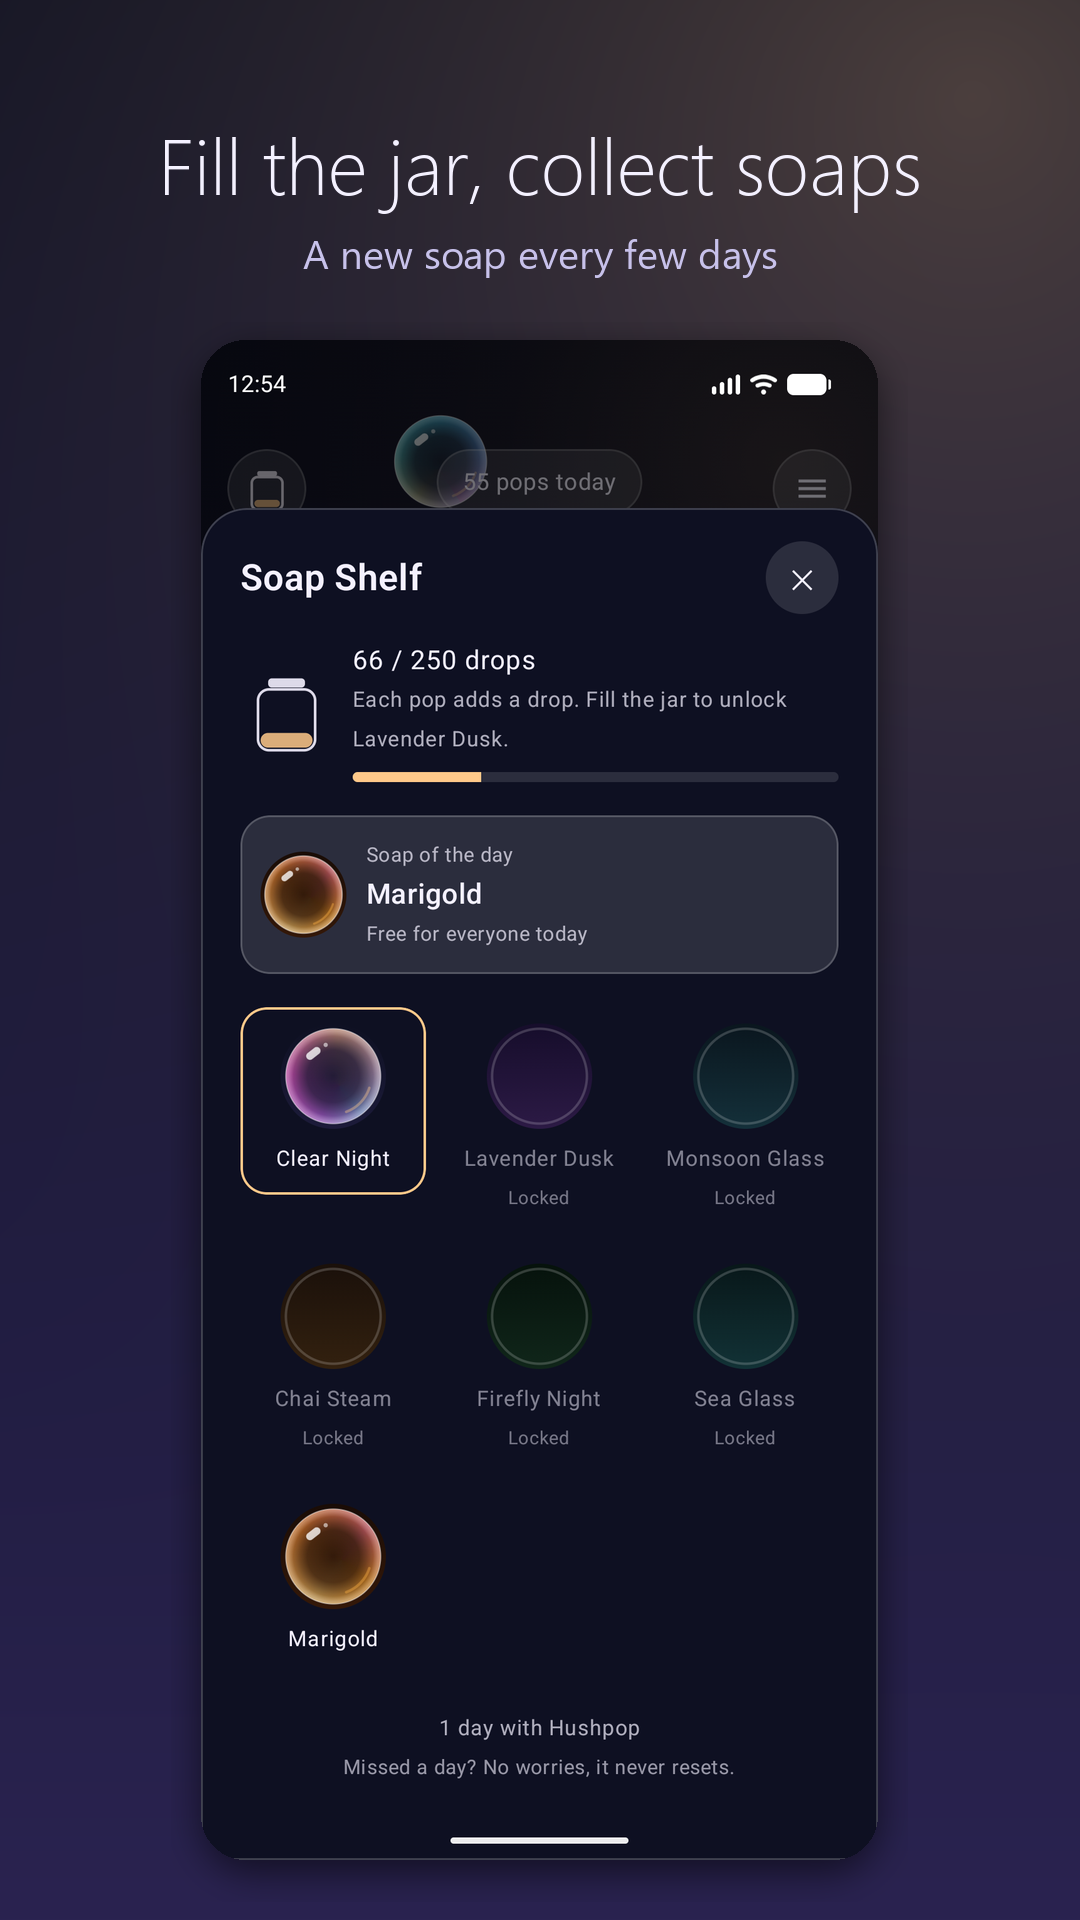 Fill the jar, collect soaps
A new soap every few days
12:54
55 pops today
Soap Shelf
66 / 250 drops
Each pop adds a drop. Fill the jar to unlock
Lavender Dusk.
Soap of the day
Marigold
Free for everyone today
Clear Night
Lavender Dusk
Locked
Monsoon Glass
Locked
Chai Steam
Locked
Firefly Night
Locked
Sea Glass
Locked
Marigold
1 day with Hushpop
Missed a day? No worries, it never resets.